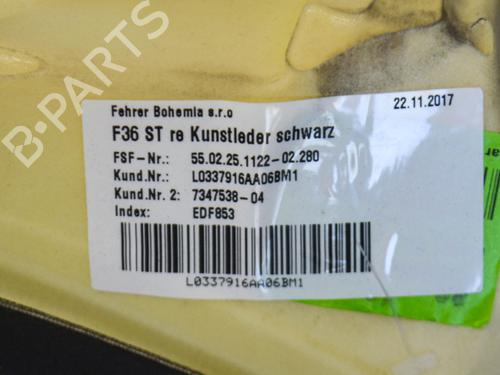 B-PARTS
Fehrer Bohemia s.r.o 22.11.2017
F36 ST re Kunstleder schwarz
FSF-Nr.: 55.02.25.1122-02.280
Kund.Nr.: L0337916AA06BM1
Kund.Nr. 2: 7347538-04
Index: EDF853
L0337916AA06BM1